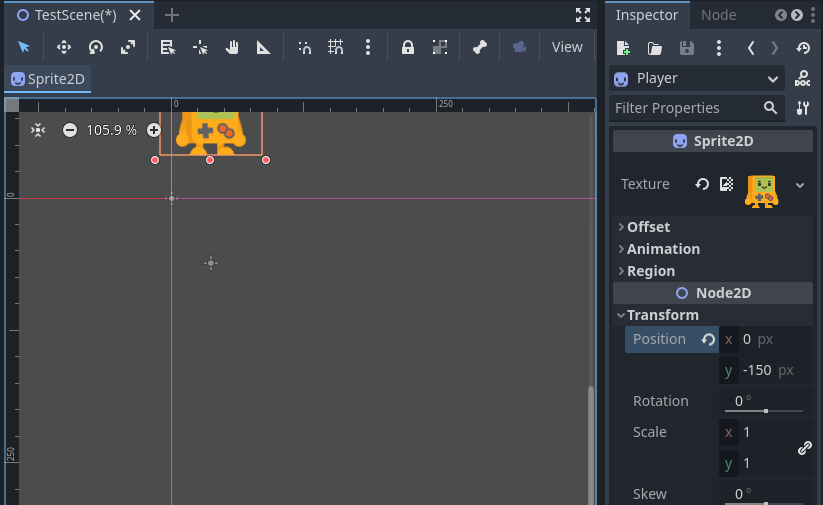 TestScene(*)
Inspector
Node
View
Sprite2D
Player
Filter Properties
0
250
105.9 %
0
250
Sprite2D
Texture
Offset
Animation
Region
Node2D
Transform
Position x 0 px
y -150 px
Rotation 0 °
Scale x 1
y 1
Skew 0 °